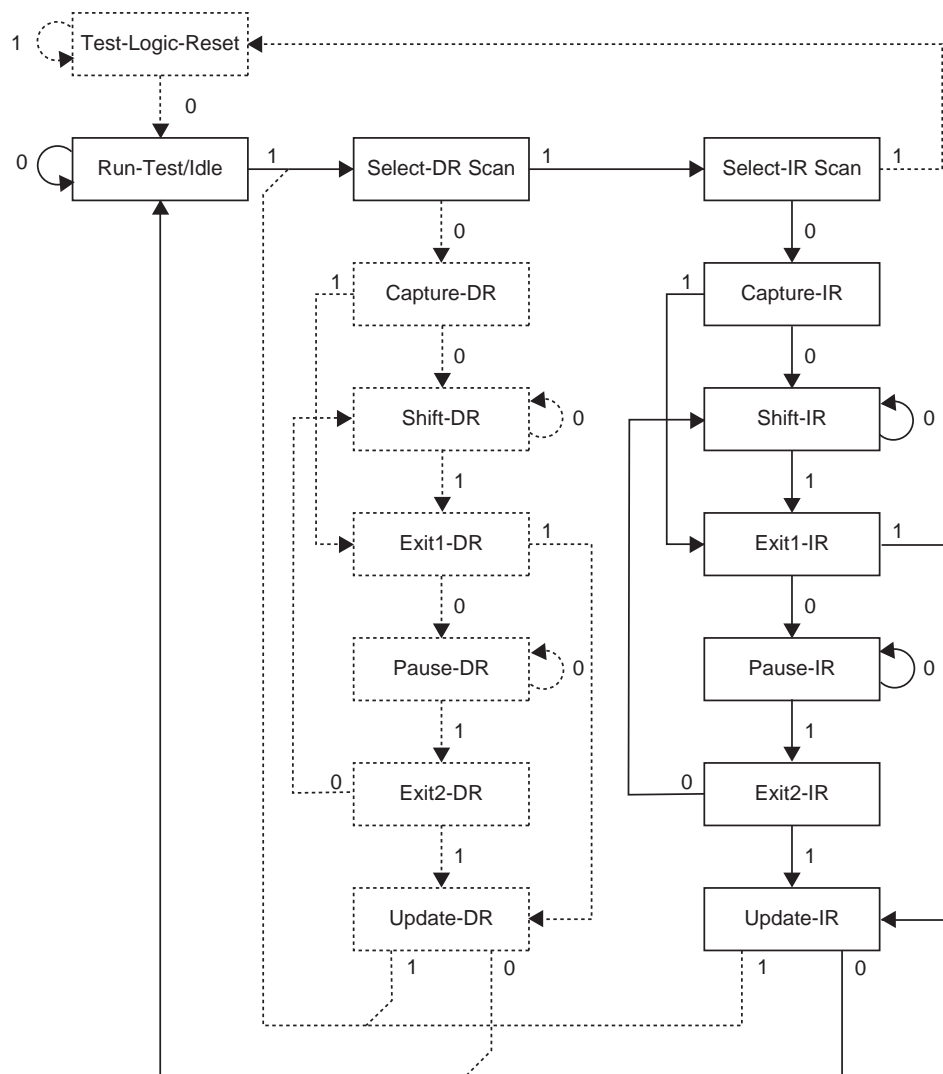 1
Test-Logic-Reset
0
0
Run-Test/Idle
1
Select-DR Scan
1
Select-IR Scan
1
0
0
1
Capture-DR
1
Capture-IR
0
0
Shift-DR
0
Shift-IR
0
1
1
Exit1-DR
1
Exit1-IR
1
0
0
Pause-DR
0
Pause-IR
0
1
1
0
Exit2-DR
0
Exit2-IR
1
1
Update-DR
Update-IR
1
0
1
0